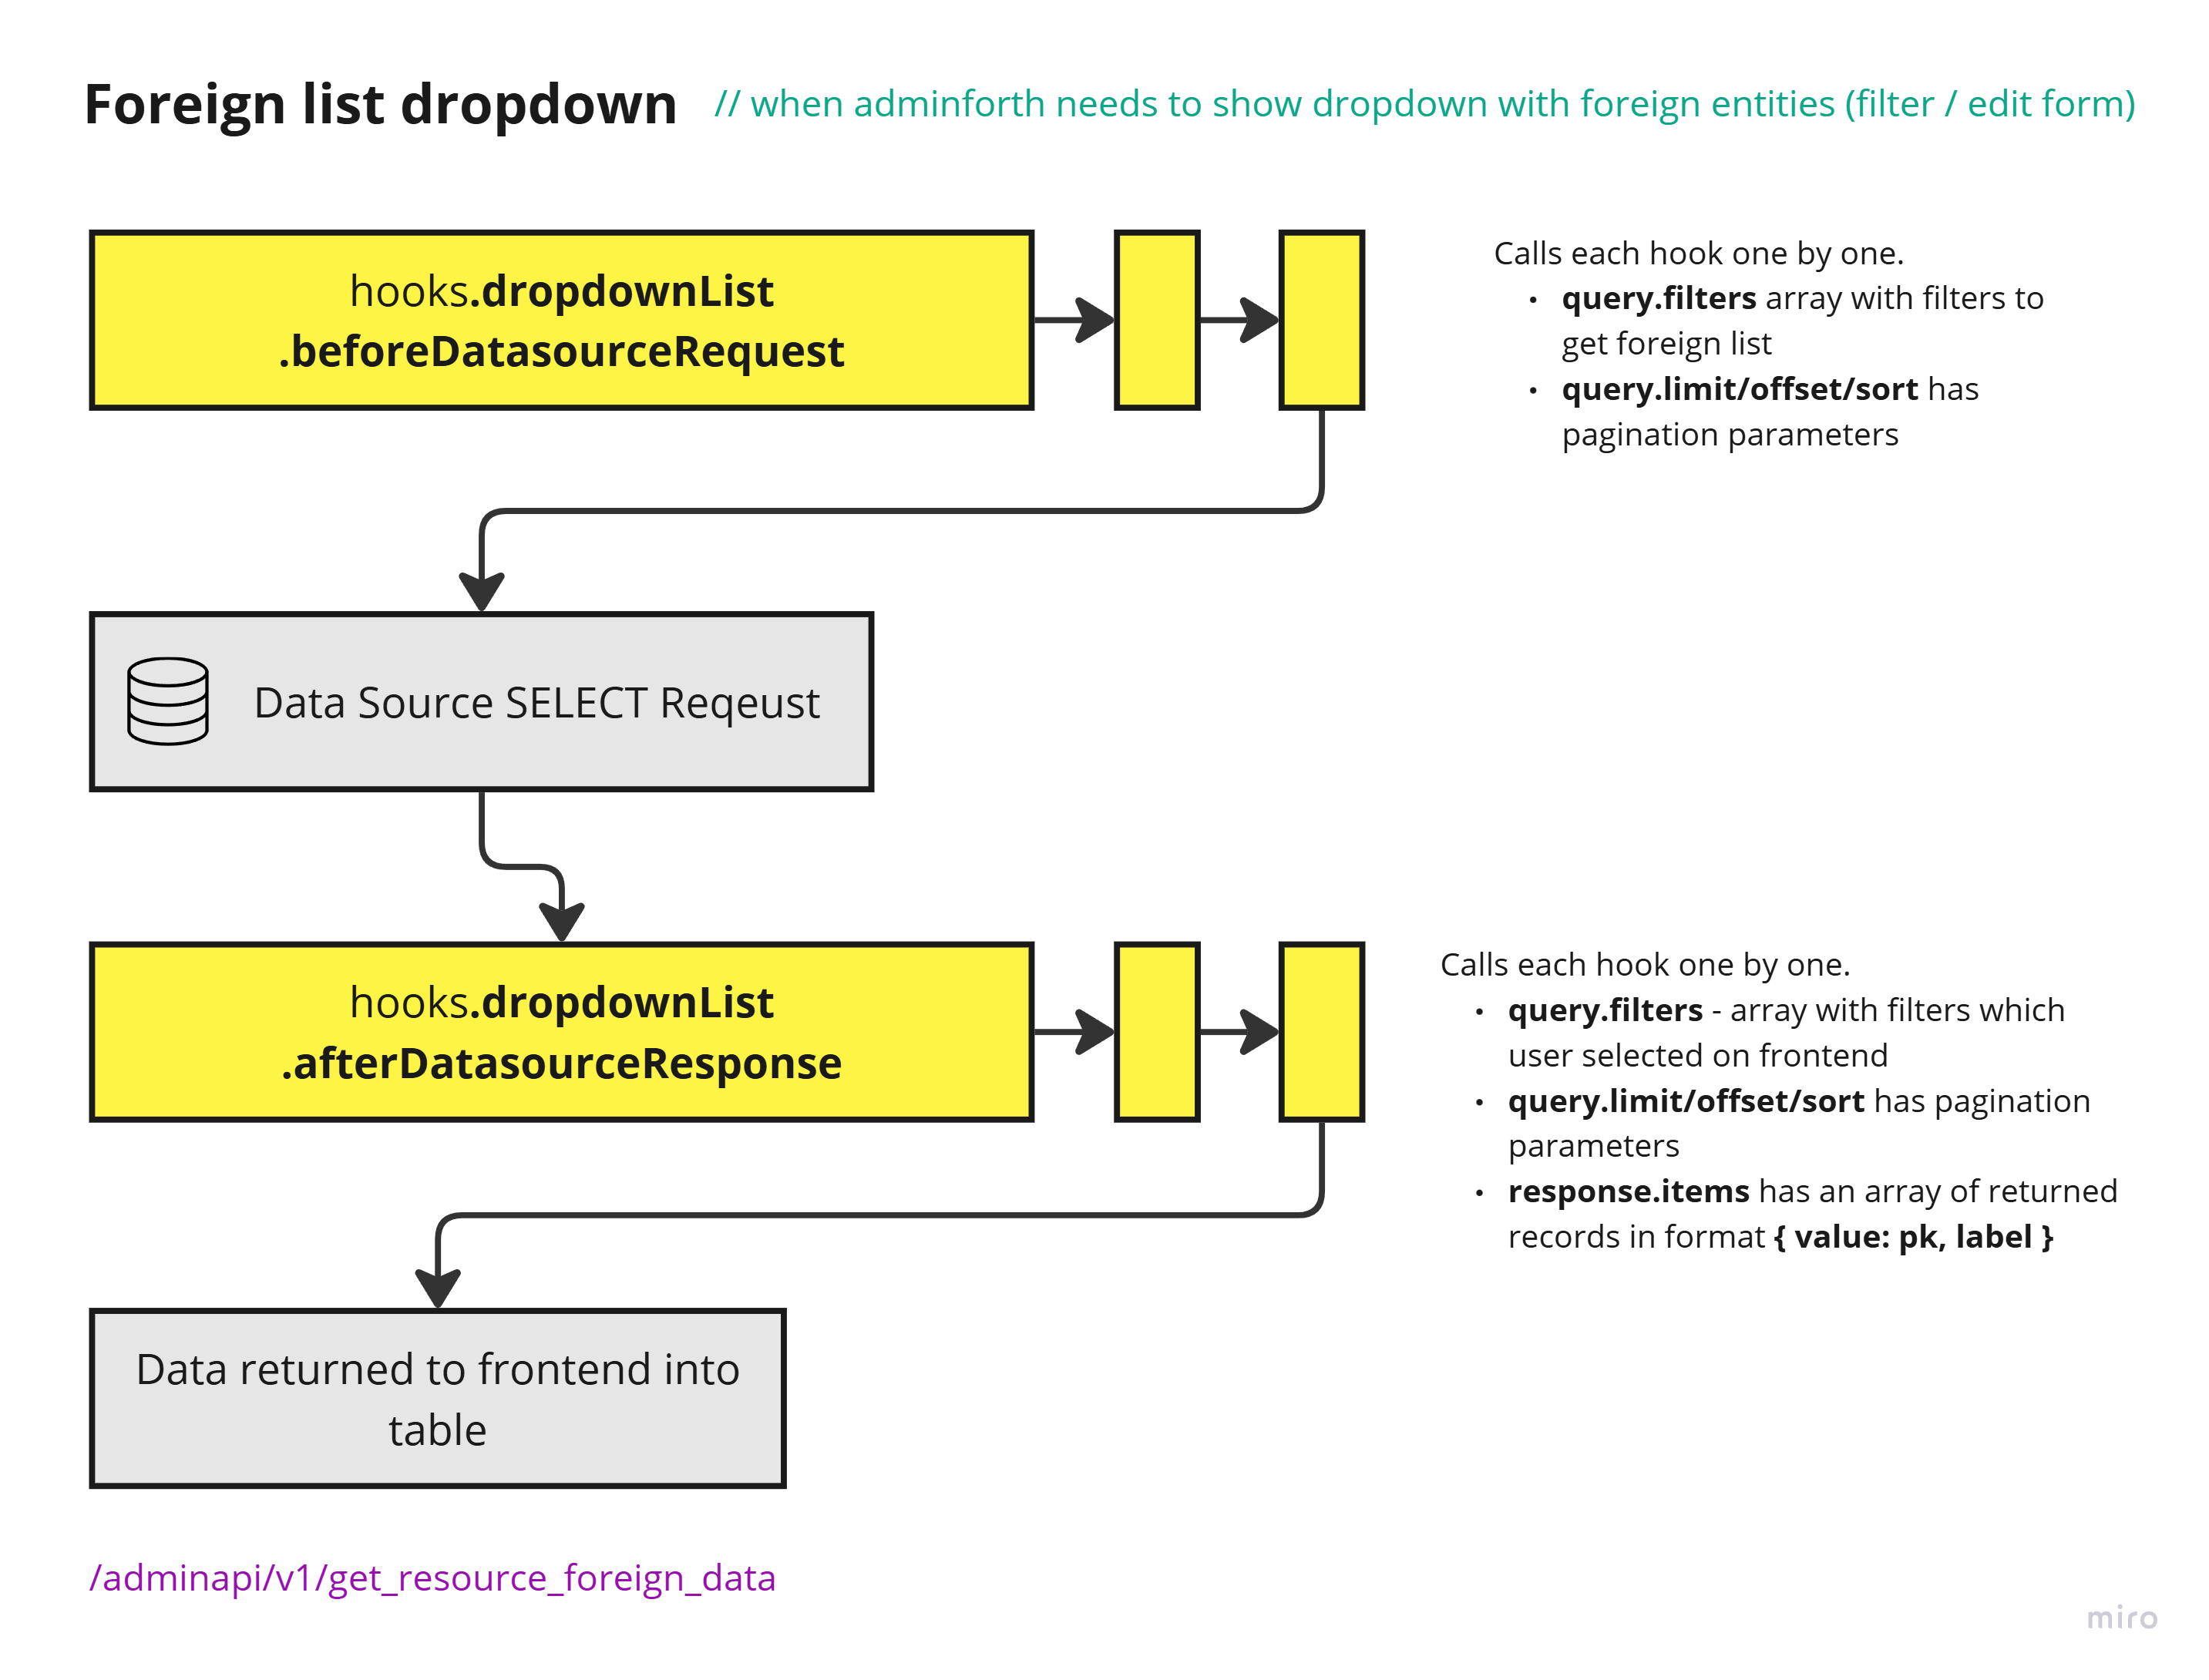 Foreign list dropdown // when adminforth needs to show dropdown with foreign entities (filter / edit form)
hooks.dropdownList
.beforeDatasourceRequest
Calls each hook one by one.
• query.filters array with filters to
get foreign list
• query.limit/offset/sort has
pagination parameters
Data Source SELECT Reqeust
hooks.dropdownList
.afterDatasourceResponse
Calls each hook one by one.
• query.filters - array with filters which
user selected on frontend
• query.limit/offset/sort has pagination
parameters
• response.items has an array of returned
records in format { value: pk, label }
Data returned to frontend into
table
/adminapi/v1/get_resource_foreign_data
miro